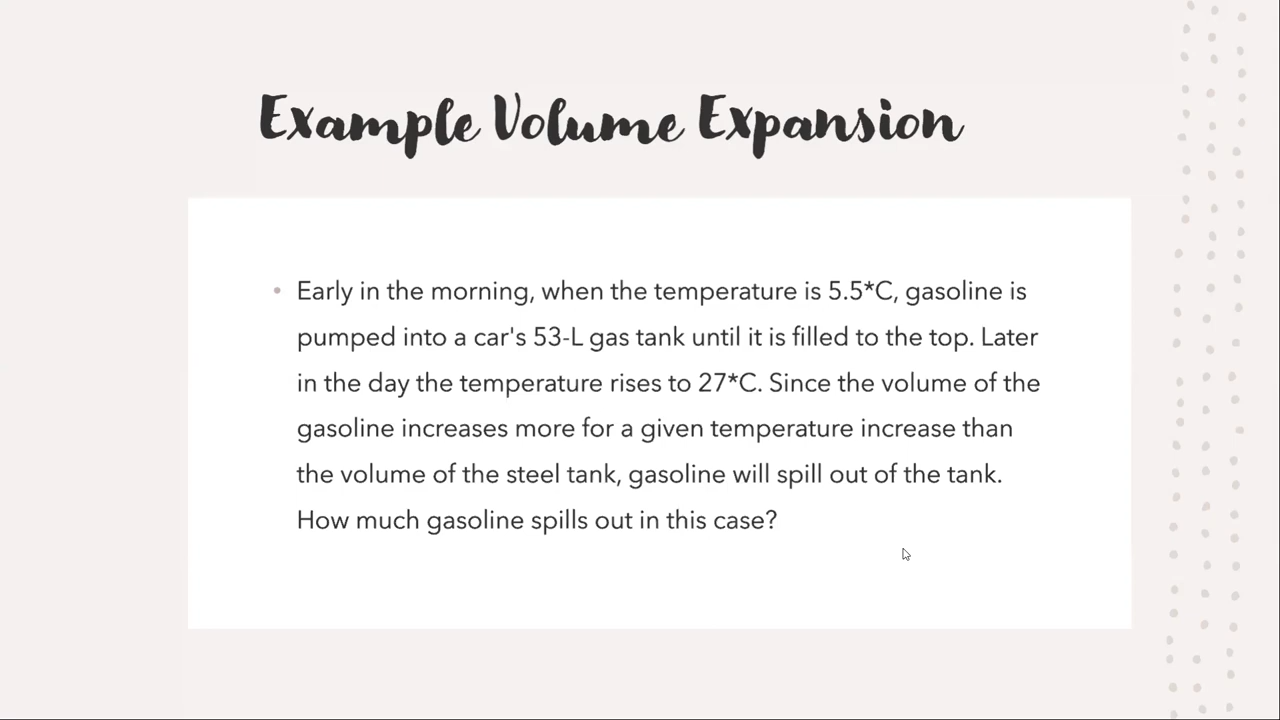 Example Volume Expansion
• Early in the morning, when the temperature is 5.5*C, gasoline is
pumped into a car's 53-L gas tank until it is filled to the top. Later
in the day the temperature rises to 27*C. Since the volume of the
gasoline increases more for a given temperature increase than
the volume of the steel tank, gasoline will spill out of the tank.
How much gasoline spills out in this case?